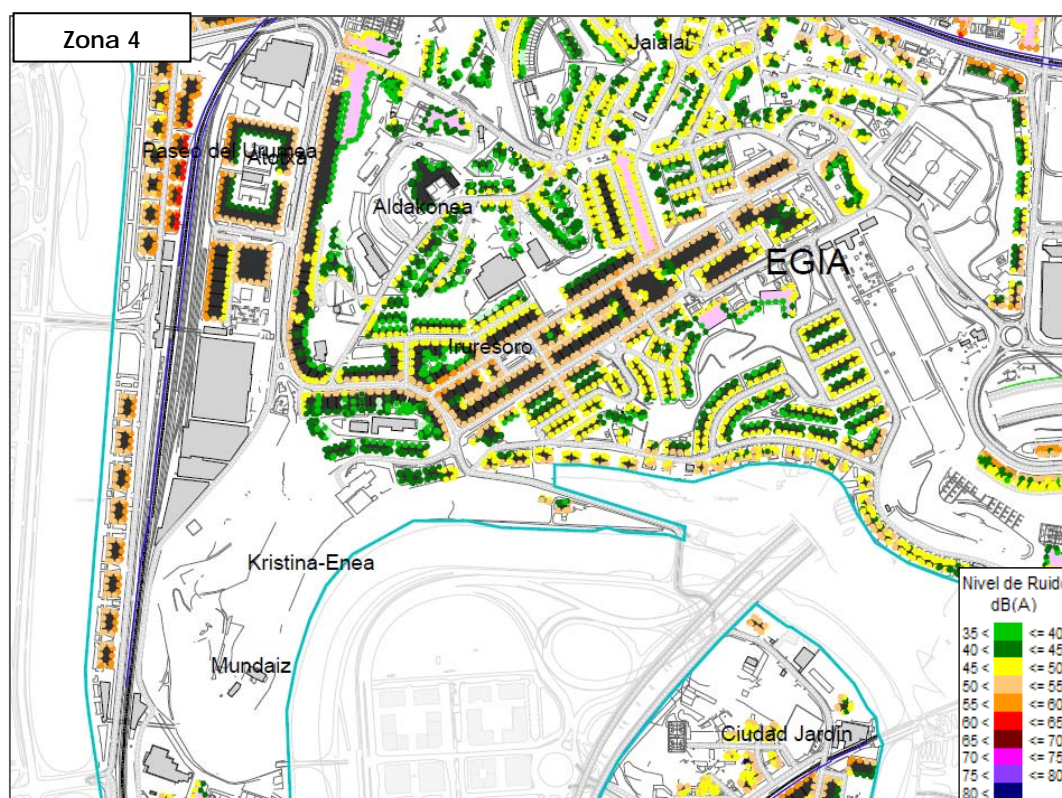 Zona 4
Jaialai
Paseo del Urumea
Atotxa
Aldakonea
EGIA
Iruresoro
Kristina-Enea
Mundaiz
Ciudad Jardin
Nivel de Ruido
dB(A)
35 < <= 40
40 < <= 45
45 < <= 50
50 < <= 55
55 < <= 60
60 < <= 65
65 < <= 70
70 < <= 75
75 < <= 80
80 <